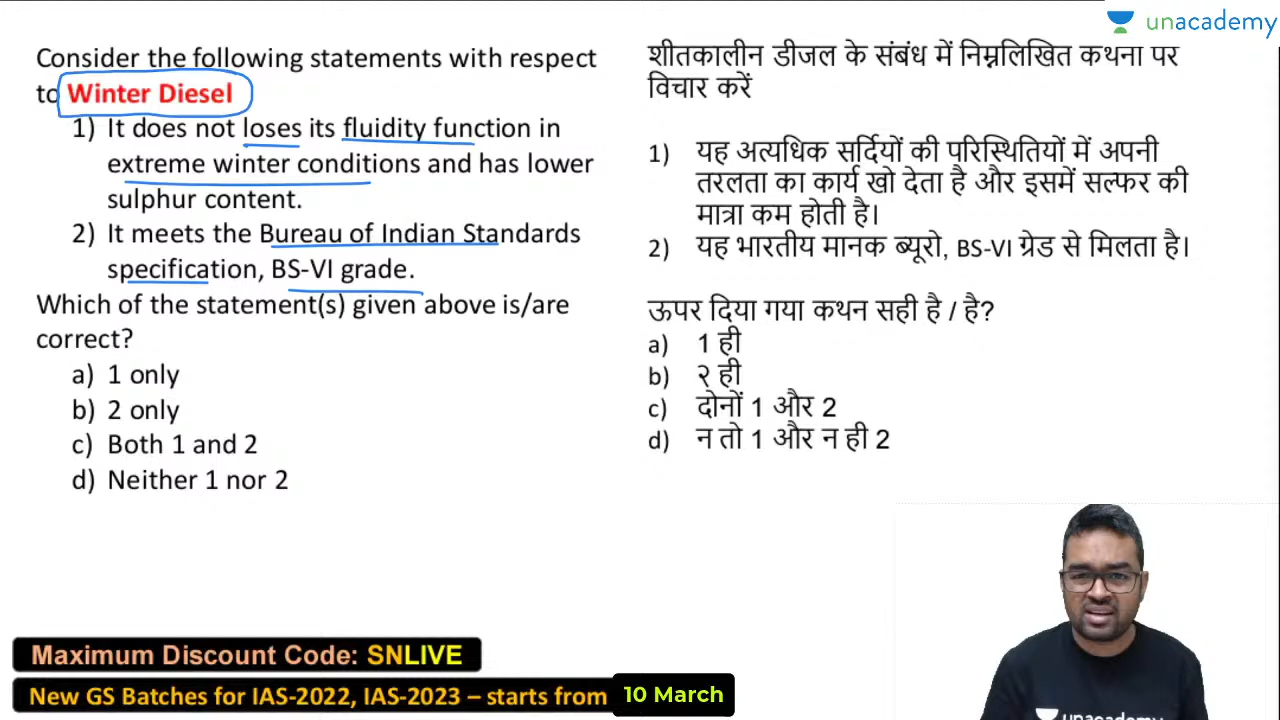 unacademy
Consider the following statements with respect
to Winter Diesel
1) It does not loses its fluidity function in
extreme winter conditions and has lower
sulphur content.
2) It meets the Bureau of Indian Standards
specification, BS-VI grade.
Which of the statement(s) given above is/are
correct?
a) 1 only
b) 2 only
c) Both 1 and 2
d) Neither 1 nor 2
शीतकालीन डीजल के संबंध में निम्नलिखित कथना पर
विचार करें
1) यह अत्यधिक सर्दियों की परिस्थितियों में अपनी
तरलता का कार्य खो देता है और इसमें सल्फर की
मात्रा कम होती है।
2) यह भारतीय मानक ब्यूरो, BS-VI ग्रेड से मिलता है।
ऊपर दिया गया कथन सही है / है?
a) 1 ही
b) २ ही
c) दोनों 1 और 2
d) न तो 1 और न ही 2
Maximum Discount Code: SNLIVE
New GS Batches for IAS-2022, IAS-2023 – starts from 10 March
unacademy